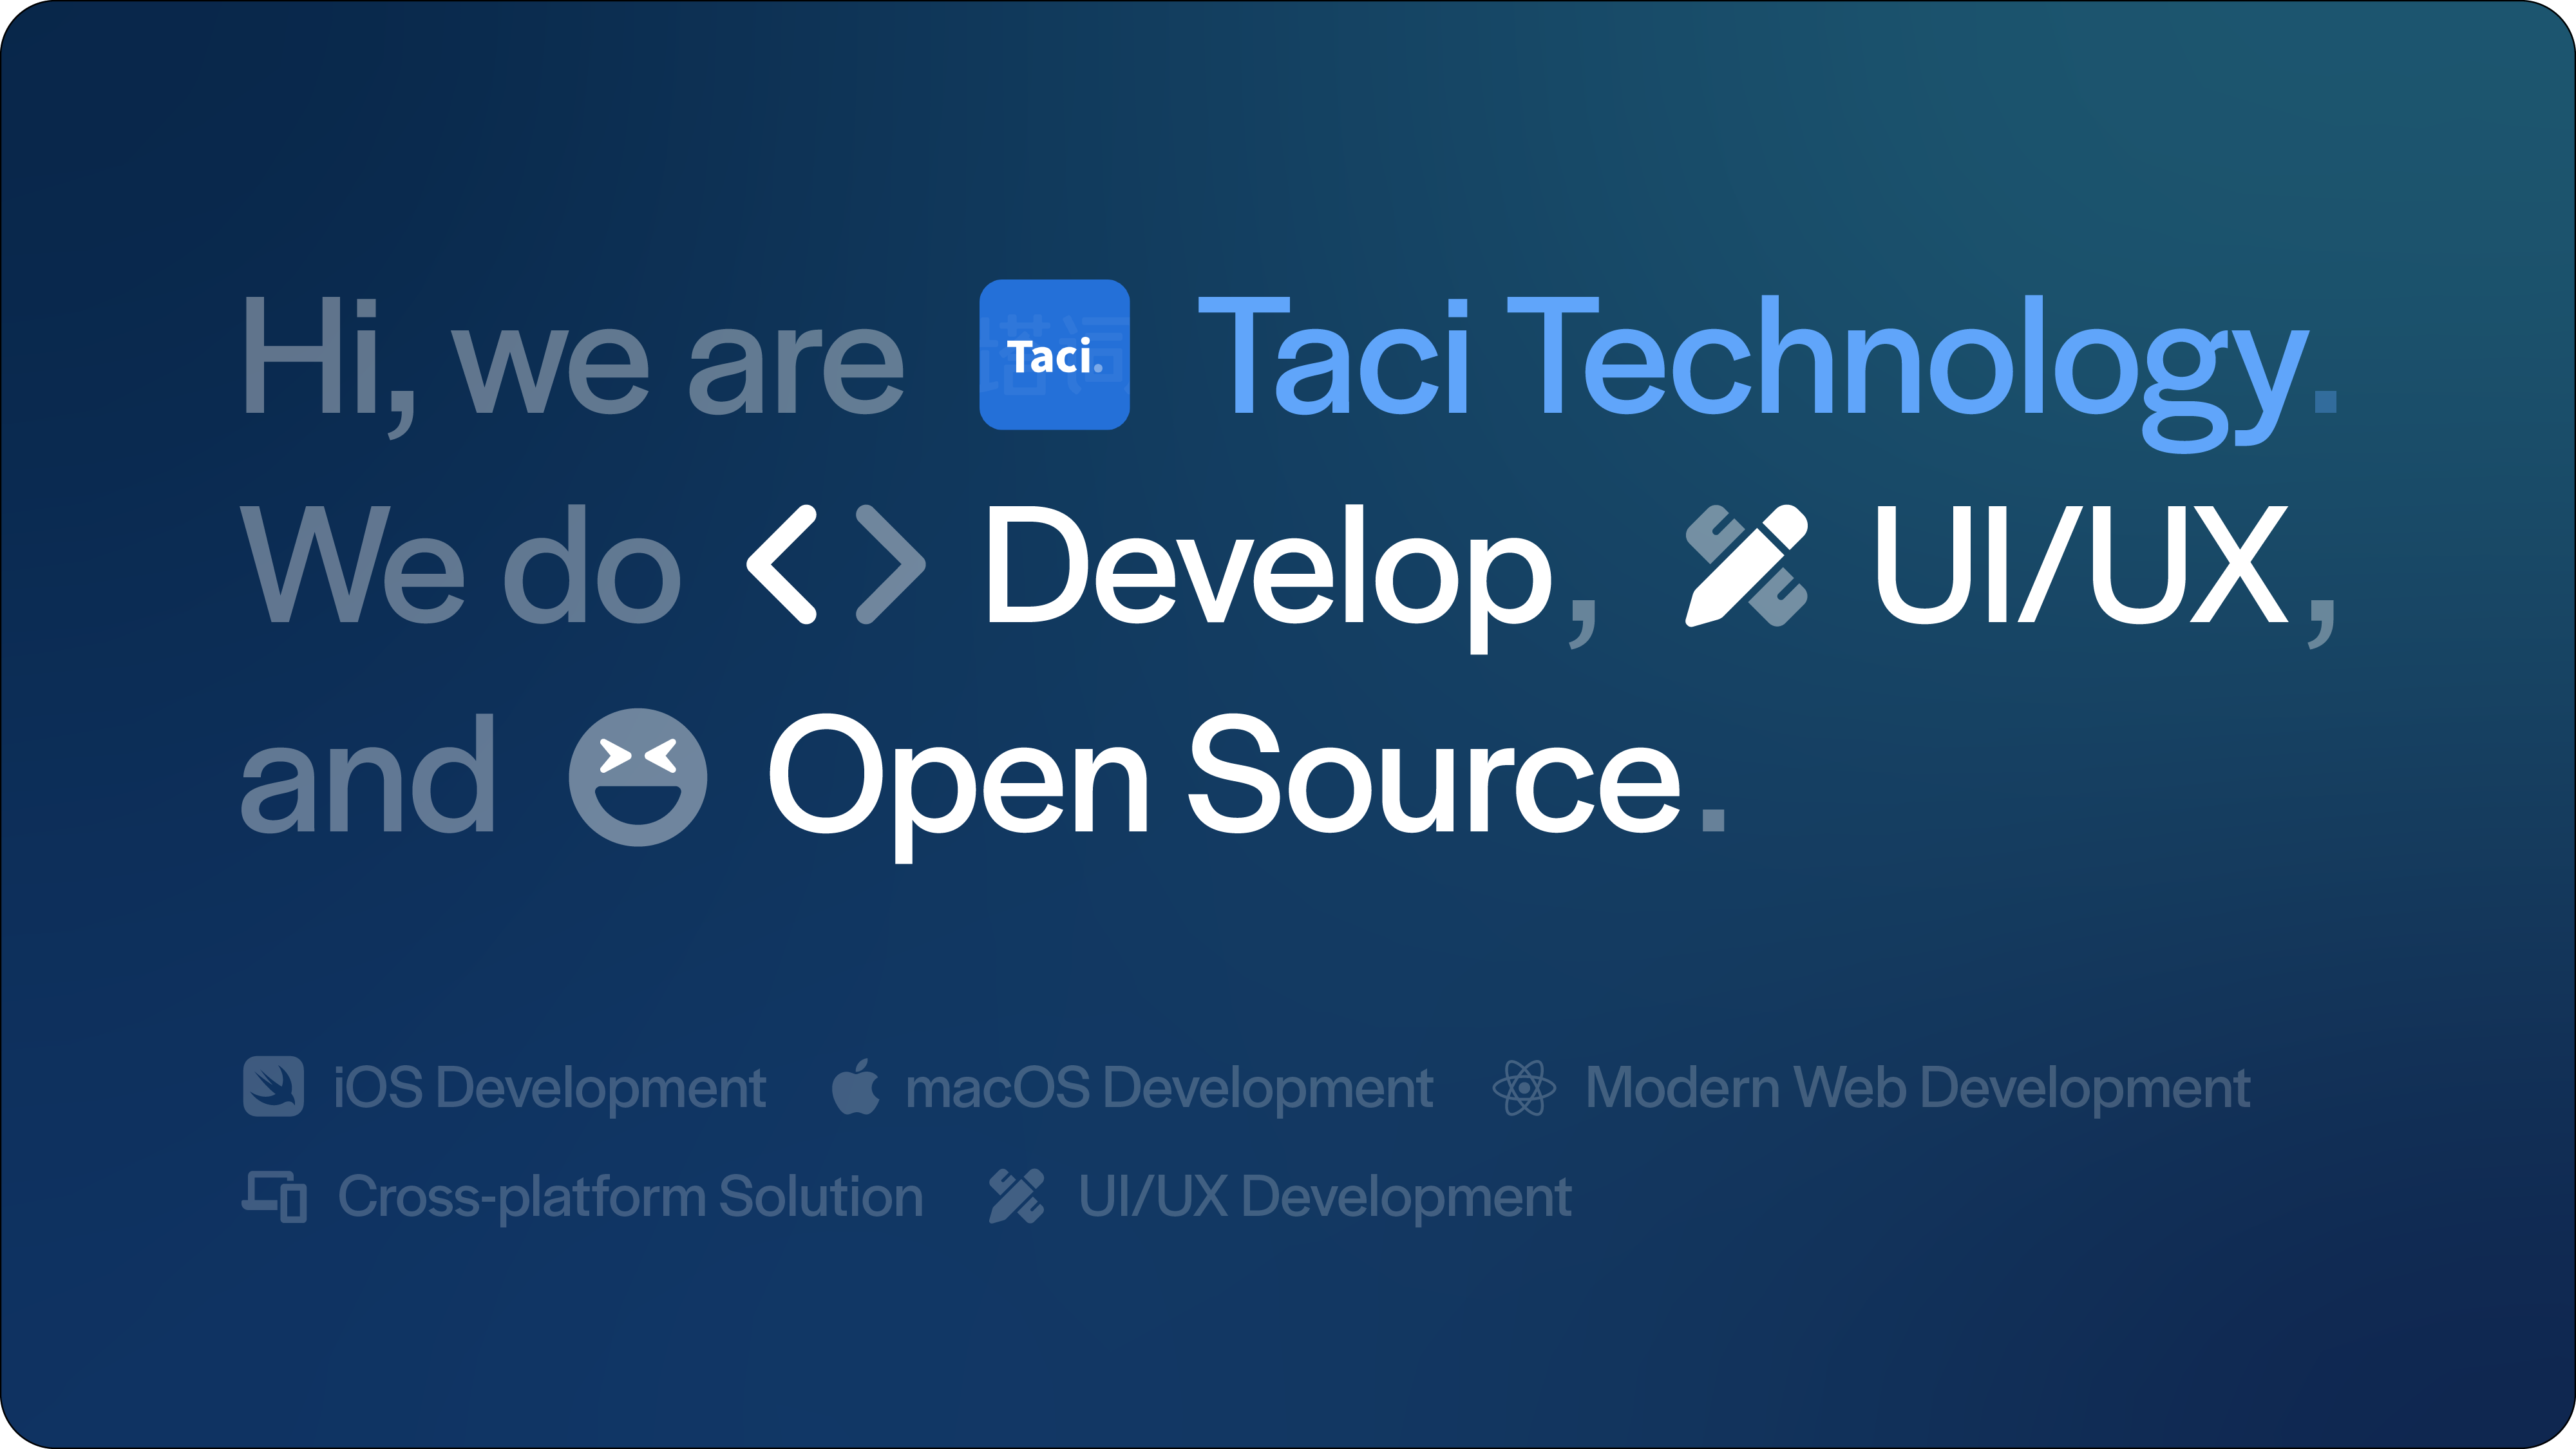 Hi, we are Taci. Taci Technology.
We do <> Develop, UI/UX,
and Open Source.
iOS Development macOS Development Modern Web Development
Cross-platform Solution UI/UX Development